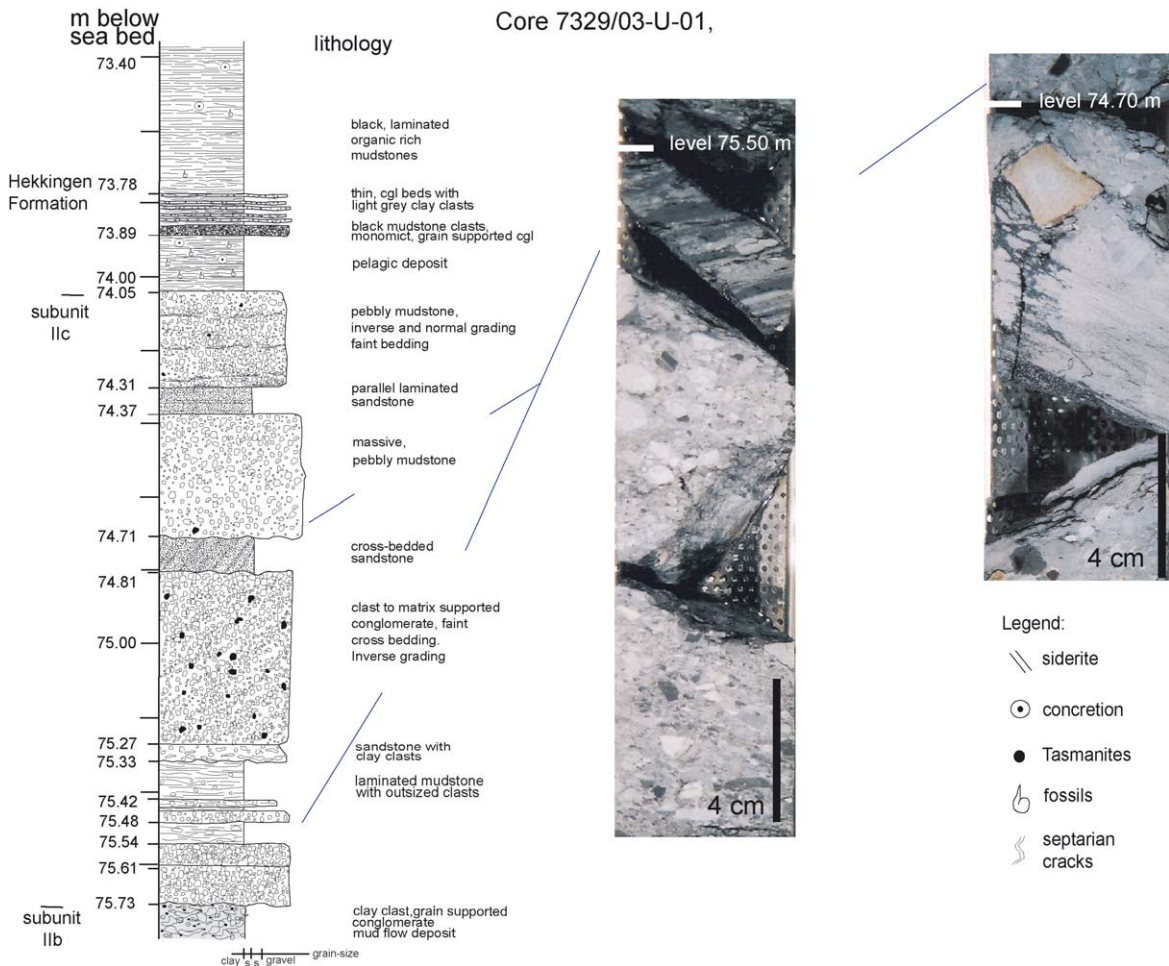 Core 7329/03-U-01,
m below
sea bed
lithology
73.40
black, laminated
organic rich
mudstones
73.78
Hekkingen
Formation
thin, cgl beds with
light grey clay clasts
73.89
black mudstone clasts,
monomict, grain supported cgl
pelagic deposit
74.00
74.05
subunit
IIc
pebbly mudstone,
inverse and normal grading
faint bedding
74.31
parallel laminated
sandstone
74.37
massive,
pebbly mudstone
74.71
cross-bedded
sandstone
74.81
clast to matrix supported
conglomerate, faint
cross bedding.
Inverse grading
75.00
75.27
sandstone with
clay clasts
75.33
laminated mudstone
with outsized clasts
75.42
75.48
75.54
75.61
75.73
subunit
IIb
clay clast,grain supported
conglomerate
mud flow deposit
clay s s gravel grain-size
level 75.50 m
4 cm
level 74.70 m
4 cm
Legend:
siderite
concretion
Tasmanites
fossils
septarian
cracks